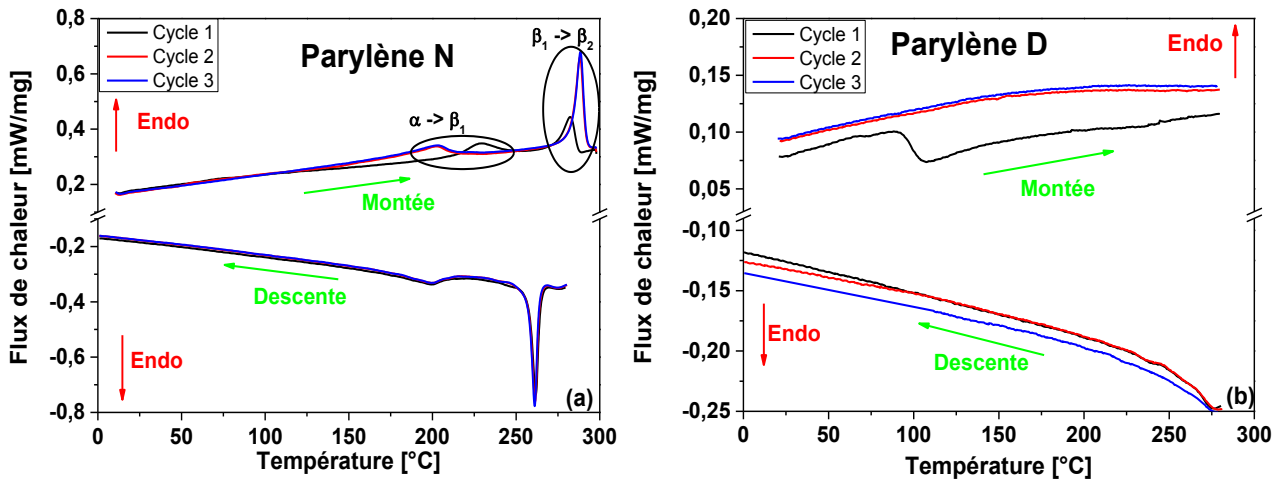 Parylène N
Cycle 1
Cycle 2
Cycle 3
Endo
α -> β₁
β₁ -> β₂
Montée
Descente
Endo
(a)
Flux de chaleur [mW/mg]
0,8
0,6
0,4
0,2
-0,2
-0,4
-0,6
-0,8
0 50 100 150 200 250 300
Température [°C]
Parylène D
Cycle 1
Cycle 2
Cycle 3
Endo
Montée
Descente
Endo
(b)
Flux de chaleur [mW/mg]
0,20
0,15
0,10
0,05
-0,10
-0,15
-0,20
-0,25
0 50 100 150 200 250 300
Température [°C]